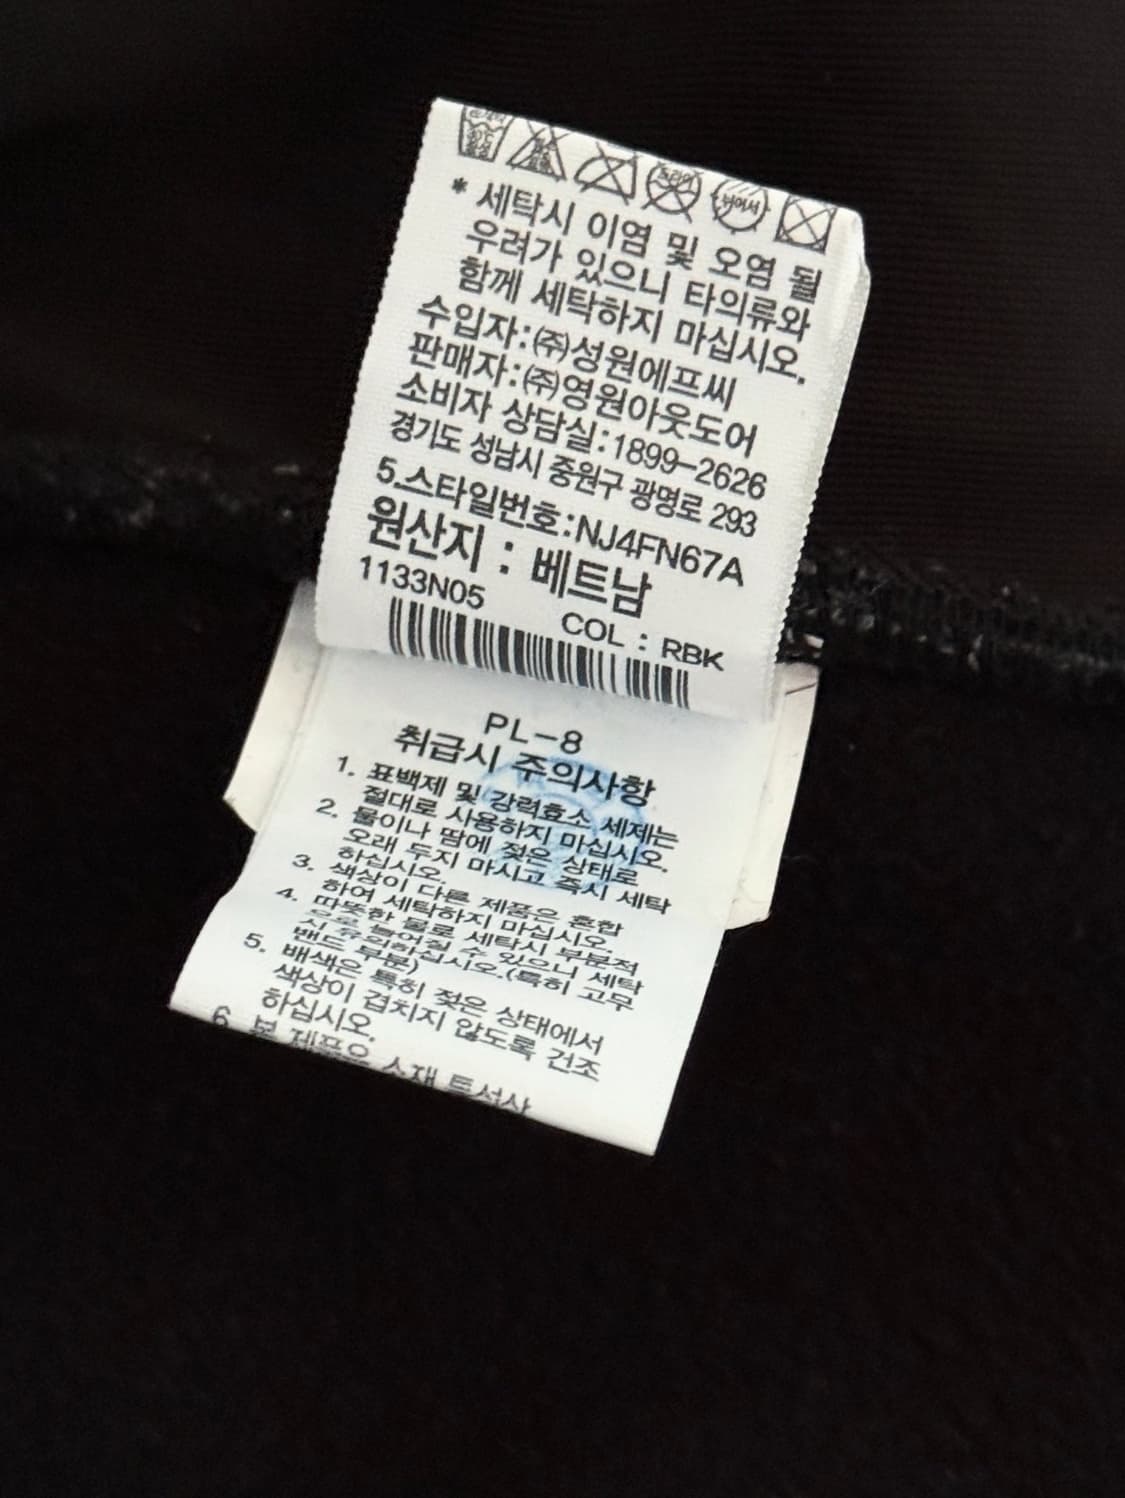 * 세탁시 이염 및 오염 될
우려가 있으니 타의류와
함께 세탁하지 마십시오.
수입자:㈜성원에프씨
판매자:㈜영원아웃도어
소비자 상담실:1899-2626
경기도 성남시 중원구 광명로 293
5.스타일번호:NJ4FN67A
원산지 : 베트남
1133N05
COL : RBK
PL-8
취급시 주의사항
1. 표백제 및 강력효소 세제는
절대로 사용하지 마십시오.
2. 물이나 땀에 젖은 상태로
오래 두지 마시고 즉시 세탁
하십시오.
3. 색상이 다른 제품은 혼합
하여 세탁하지 마십시오.
4. 따뜻한 물로 세탁시 부분적
으로 늘어질 수 있으니 세탁
시 주의하십시오.(특히 고무
밴드 부분)
5. 배색은 특히 젖은 상태에서
색상이 겹치지 않도록 건조
하십시오.
6. 본 제품은 소재 특성상